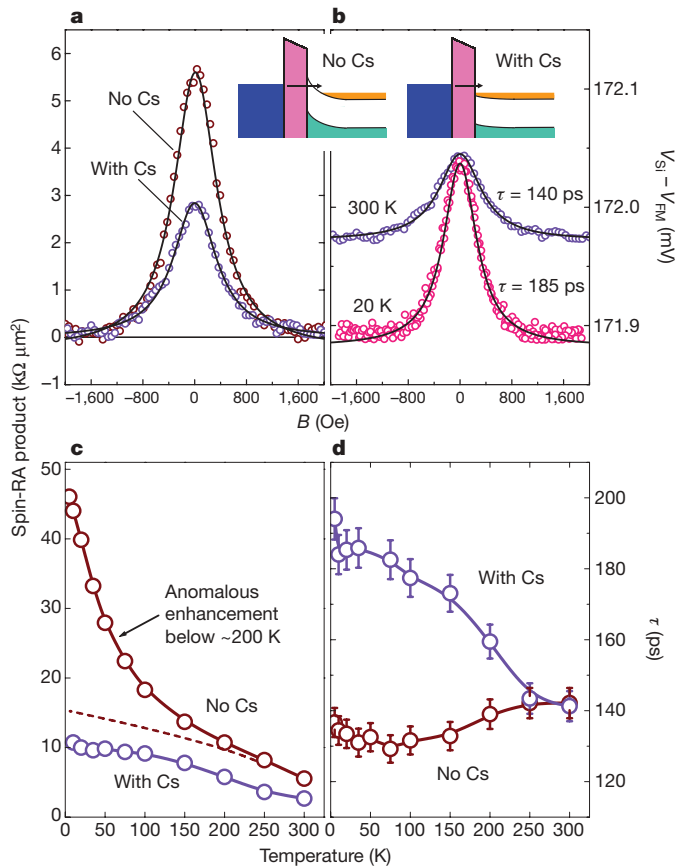 a
b
6
5
4
3
2
1
0
−1
No Cs
With Cs
No Cs
With Cs
300 K
τ = 140 ps
20 K
τ = 185 ps
172.1
172.0
171.9
V_Si − V_FM (mV)
−1,600 −800 0 800 1,600
−1,600 −800 0 800 1,600
B (Oe)
Spin-RA product (kΩ μm²)
c
d
50
40
30
20
10
0
Anomalous
enhancement
below ~200 K
No Cs
With Cs
With Cs
No Cs
200
180
160
140
120
τ (ps)
0 50 100 150 200 250 300
0 50 100 150 200 250 300
Temperature (K)